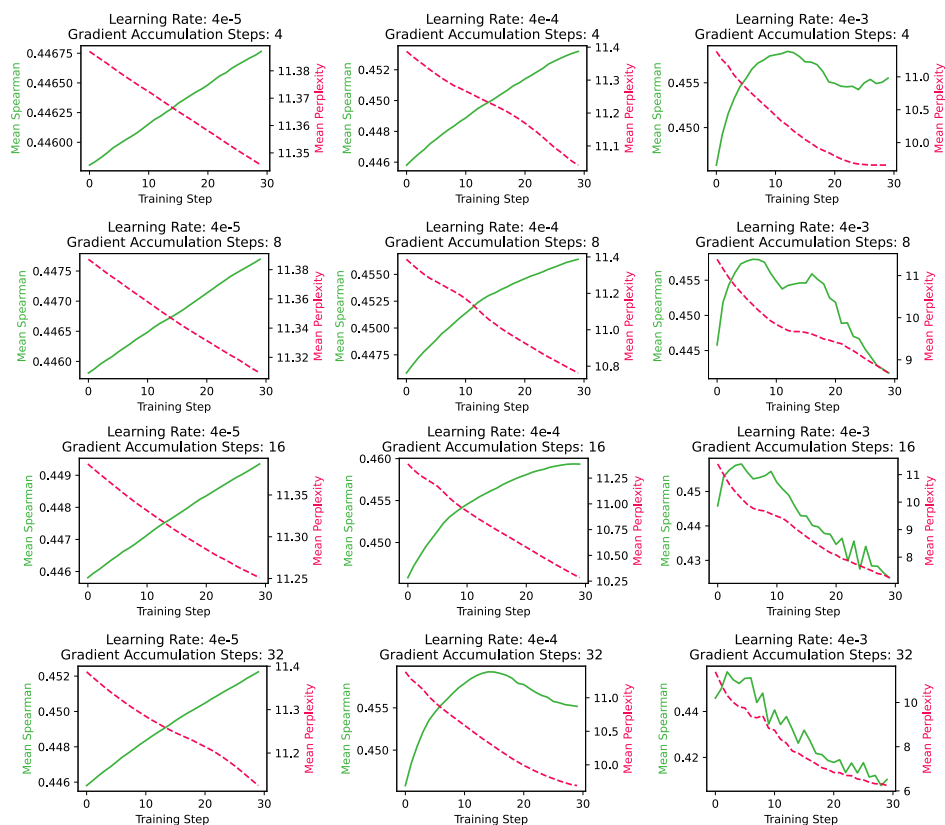 Learning Rate: 4e-5
Gradient Accumulation Steps: 4
Mean Spearman
0.44675
0.44650
0.44625
0.44600
11.38
11.37
11.36
11.35
Mean Perplexity
0 10 20 30
Training Step
Learning Rate: 4e-4
Gradient Accumulation Steps: 4
Mean Spearman
0.452
0.450
0.448
0.446
11.4
11.3
11.2
11.1
11.0
Mean Perplexity
0 10 20 30
Training Step
Learning Rate: 4e-3
Gradient Accumulation Steps: 4
Mean Spearman
0.455
0.450
11.0
10.5
10.0
Mean Perplexity
0 10 20 30
Training Step
Learning Rate: 4e-5
Gradient Accumulation Steps: 8
Mean Spearman
0.4475
0.4470
0.4465
0.4460
11.38
11.36
11.34
11.32
Mean Perplexity
0 10 20 30
Training Step
Learning Rate: 4e-4
Gradient Accumulation Steps: 8
Mean Spearman
0.4550
0.4525
0.4500
0.4475
11.4
11.2
11.0
10.8
Mean Perplexity
0 10 20 30
Training Step
Learning Rate: 4e-3
Gradient Accumulation Steps: 8
Mean Spearman
0.455
0.450
0.445
11
10
9
Mean Perplexity
0 10 20 30
Training Step
Learning Rate: 4e-5
Gradient Accumulation Steps: 16
Mean Spearman
0.449
0.448
0.447
0.446
11.35
11.30
11.25
Mean Perplexity
0 10 20 30
Training Step
Learning Rate: 4e-4
Gradient Accumulation Steps: 16
Mean Spearman
0.460
0.455
0.450
11.25
11.00
10.75
10.50
10.25
Mean Perplexity
0 10 20 30
Training Step
Learning Rate: 4e-3
Gradient Accumulation Steps: 16
Mean Spearman
0.45
0.44
0.43
11
10
9
8
Mean Perplexity
0 10 20 30
Training Step
Learning Rate: 4e-5
Gradient Accumulation Steps: 32
Mean Spearman
0.452
0.450
0.448
0.446
11.4
11.3
11.2
Mean Perplexity
0 10 20 30
Training Step
Learning Rate: 4e-4
Gradient Accumulation Steps: 32
Mean Spearman
0.455
0.450
11.0
10.5
10.0
Mean Perplexity
0 10 20 30
Training Step
Learning Rate: 4e-3
Gradient Accumulation Steps: 32
Mean Spearman
0.44
0.42
10
8
6
Mean Perplexity
0 10 20 30
Training Step